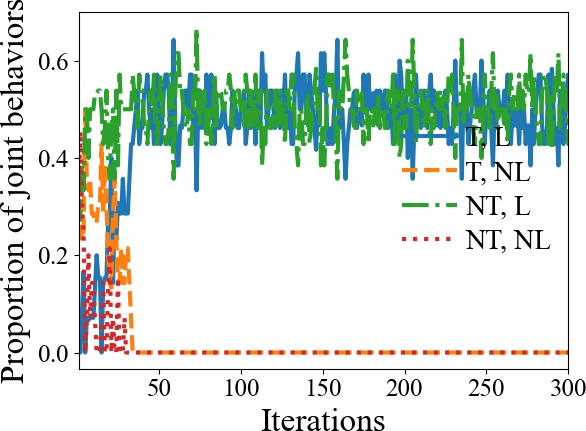 Proportion of joint behaviors
0.6
0.4
0.2
0.0
T, L
T, NL
NT, L
NT, NL
50 100 150 200 250 300
Iterations